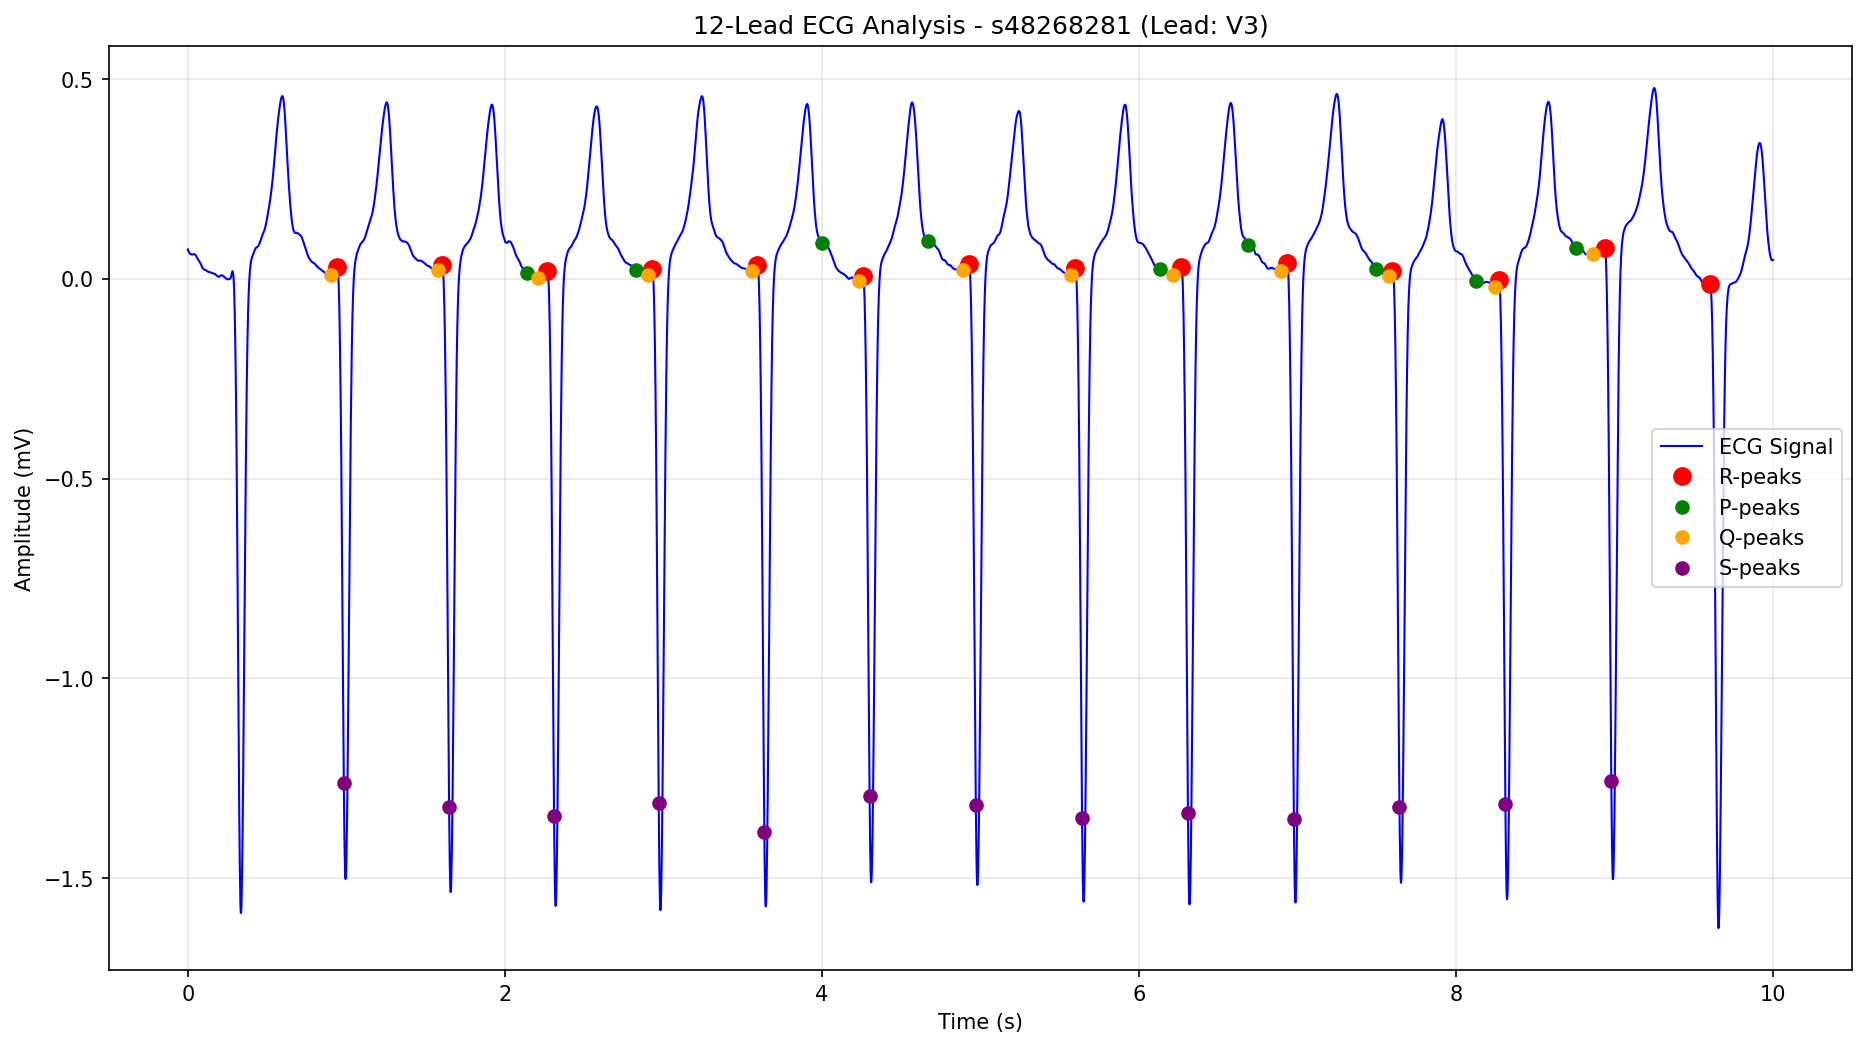 12-Lead ECG Analysis - s48268281 (Lead: V3)
Amplitude (mV)
0.5
0.0
−0.5
−1.0
−1.5
ECG Signal
R-peaks
P-peaks
Q-peaks
S-peaks
0 2 4 6 8 10
Time (s)